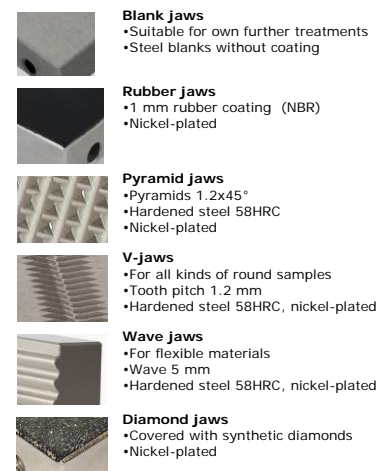 Blank jaws
•Suitable for own further treatments
•Steel blanks without coating
Rubber jaws
•1 mm rubber coating (NBR)
•Nickel-plated
Pyramid jaws
•Pyramids 1.2x45°
•Hardened steel 58HRC
•Nickel-plated
V-jaws
•For all kinds of round samples
•Tooth pitch 1.2 mm
•Hardened steel 58HRC, nickel-plated
Wave jaws
•For flexible materials
•Wave 5 mm
•Hardened steel 58HRC, nickel-plated
Diamond jaws
•Covered with synthetic diamonds
•Nickel-plated